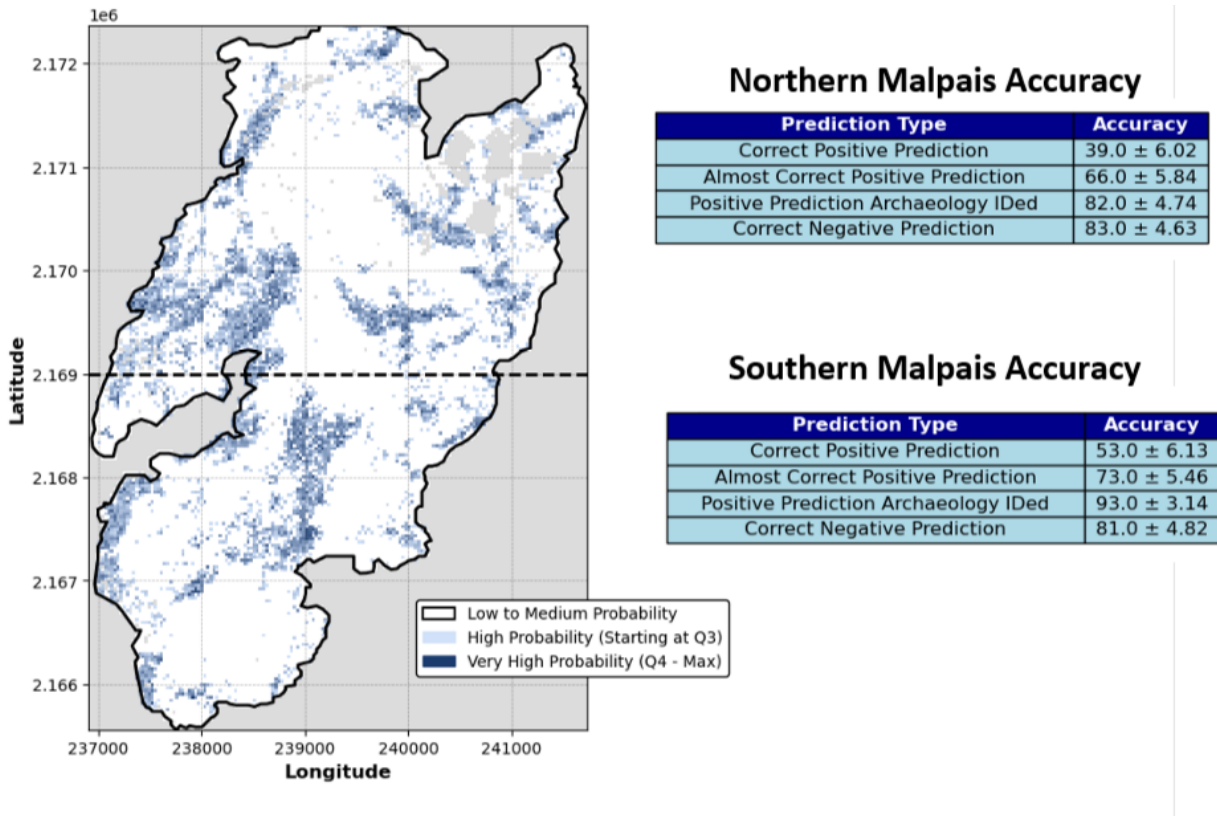 1e6
2.172
2.171
2.170
2.169
2.168
2.167
2.166
Latitude
237000 238000 239000 240000 241000
Longitude
Low to Medium Probability
High Probability (Starting at Q3)
Very High Probability (Q4 - Max)
Northern Malpais Accuracy
Prediction Type Accuracy
Correct Positive Prediction 39.0 ± 6.02
Almost Correct Positive Prediction 66.0 ± 5.84
Positive Prediction Archaeology IDed 82.0 ± 4.74
Correct Negative Prediction 83.0 ± 4.63
Southern Malpais Accuracy
Prediction Type Accuracy
Correct Positive Prediction 53.0 ± 6.13
Almost Correct Positive Prediction 73.0 ± 5.46
Positive Prediction Archaeology IDed 93.0 ± 3.14
Correct Negative Prediction 81.0 ± 4.82